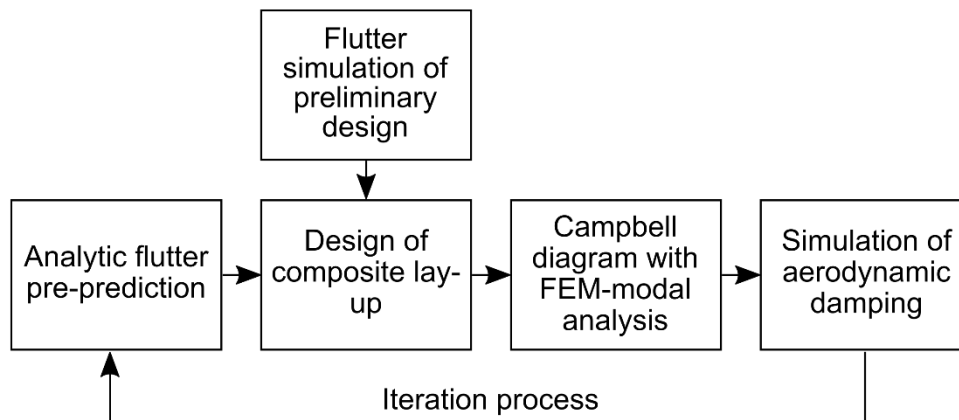 Flutter
simulation of
preliminary
design
Analytic flutter
pre-prediction
Design of
composite lay-
up
Campbell
diagram with
FEM-modal
analysis
Simulation of
aerodynamic
damping
Iteration process